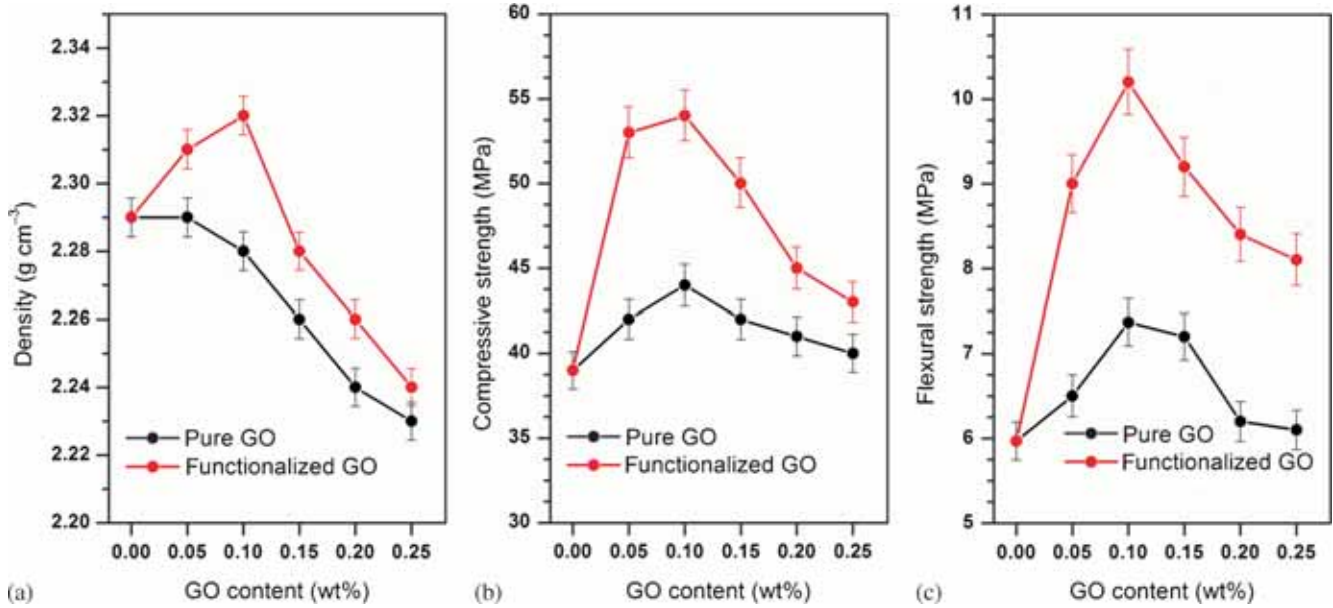 2.34
2.32
2.30
2.28
2.26
2.24
2.22
2.20
Density (g cm⁻³)
Pure GO
Functionalized GO
0.00 0.05 0.10 0.15 0.20 0.25
GO content (wt%)
(a)
60
55
50
45
40
35
30
Compressive strength (MPa)
Pure GO
Functionalized GO
0.00 0.05 0.10 0.15 0.20 0.25
GO content (wt%)
(b)
11
10
9
8
7
6
5
Flexural strength (MPa)
Pure GO
Functionalized GO
0.00 0.05 0.10 0.15 0.20 0.25
GO content (wt%)
(c)